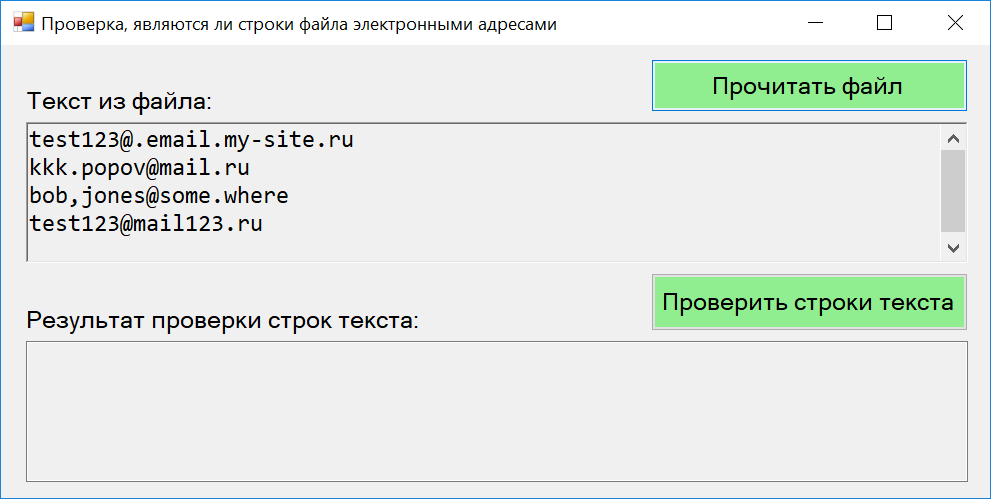 Проверка, являются ли строки файла электронными адресами
Прочитать файл
Текст из файла:
test123@.email.my-site.ru
kkk.popov@mail.ru
bob,jones@some.where
test123@mail123.ru
Проверить строки текста
Результат проверки строк текста: